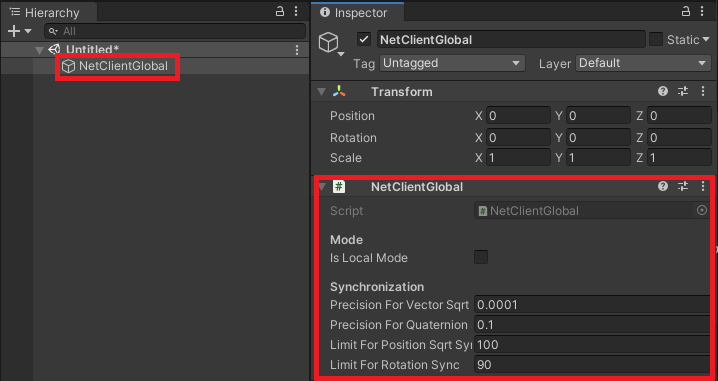 Hierarchy
All
Untitled*
NetClientGlobal
Inspector
NetClientGlobal
Static
Tag Untagged Layer Default
Transform
Position X 0 Y 0 Z 0
Rotation X 0 Y 0 Z 0
Scale X 1 Y 1 Z 1
# NetClientGlobal
Script # NetClientGlobal
Mode
Is Local Mode
Synchronization
Precision For Vector Sqrt 0.0001
Precision For Quaternion 0.1
Limit For Position Sqrt Syn 100
Limit For Rotation Sync 90